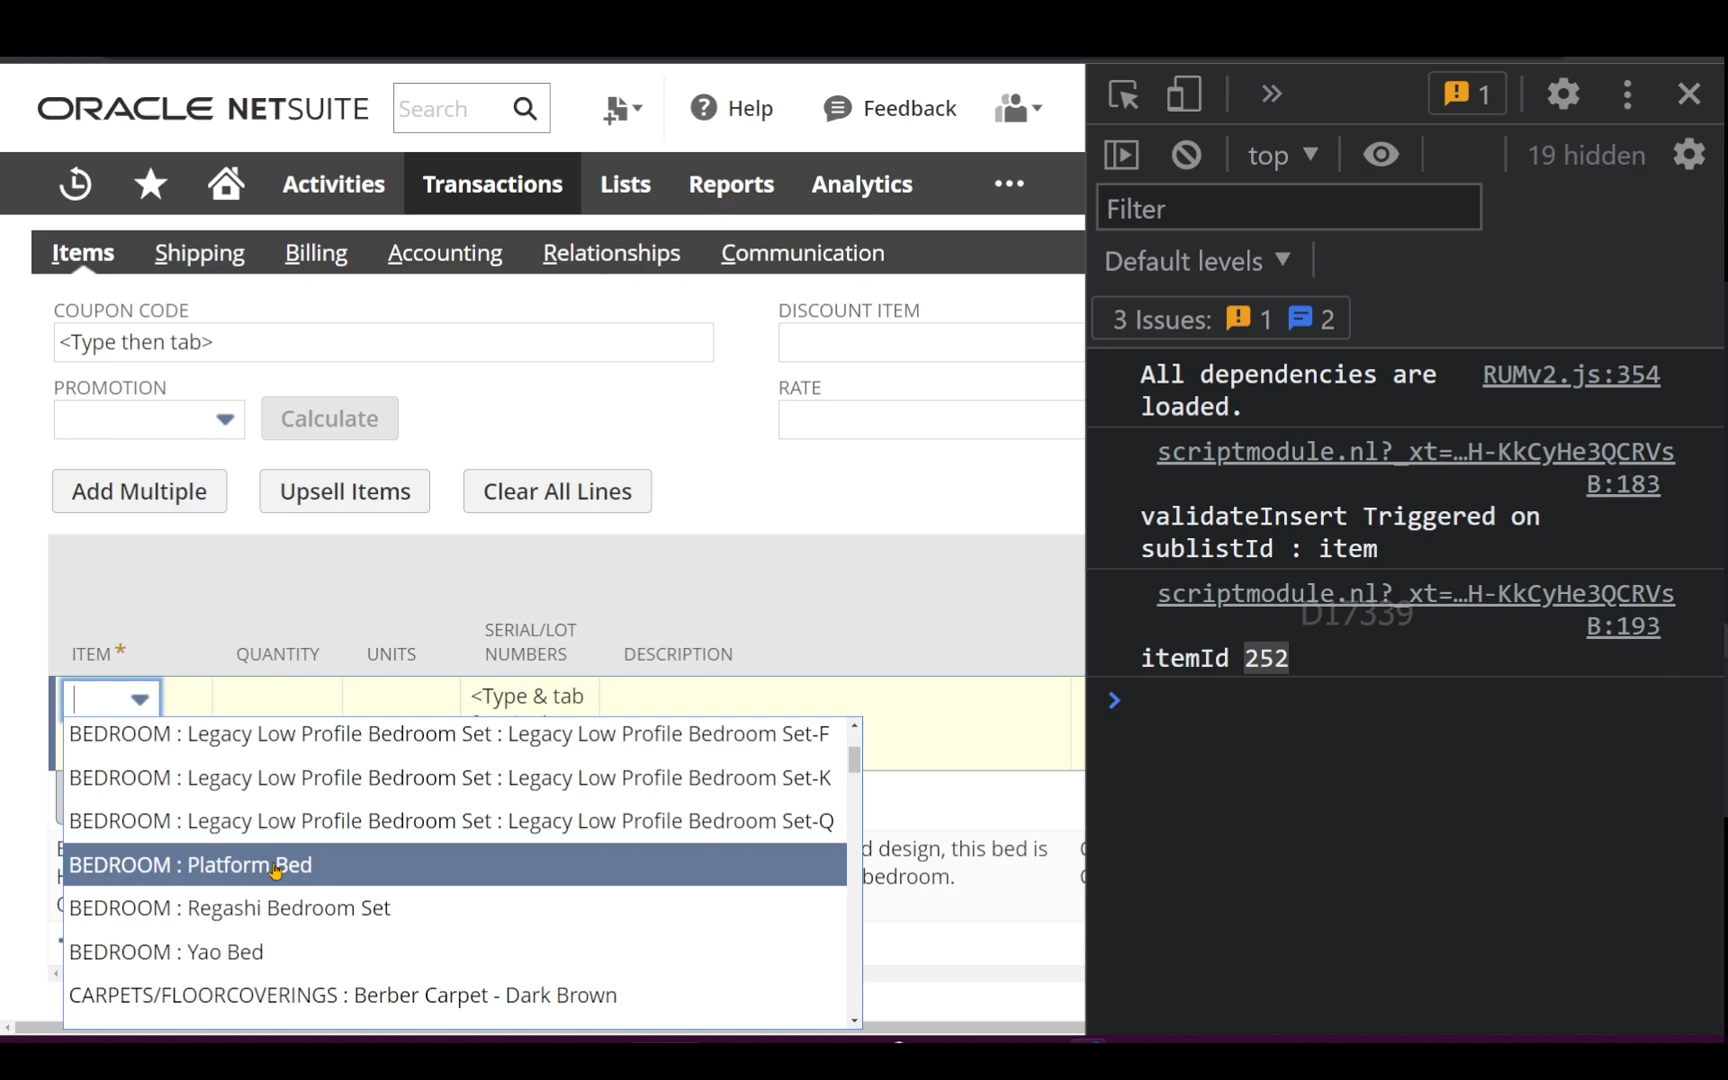 ORACLE NETSUITE
Search
Help
Feedback
Activities
Transactions
Lists
Reports
Analytics
Items
Shipping
Billing
Accounting
Relationships
Communication
COUPON CODE
<Type then tab>
DISCOUNT ITEM
PROMOTION
Calculate
RATE
Add Multiple
Upsell Items
Clear All Lines
ITEM *
QUANTITY
UNITS
SERIAL/LOT
NUMBERS
DESCRIPTION
<Type & tab
BEDROOM : Legacy Low Profile Bedroom Set : Legacy Low Profile Bedroom Set-F
BEDROOM : Legacy Low Profile Bedroom Set : Legacy Low Profile Bedroom Set-K
BEDROOM : Legacy Low Profile Bedroom Set : Legacy Low Profile Bedroom Set-Q
BEDROOM : Platform Bed
BEDROOM : Regashi Bedroom Set
BEDROOM : Yao Bed
CARPETS/FLOORCOVERINGS : Berber Carpet - Dark Brown
d design, this bed is
bedroom.
1
top
19 hidden
Filter
Default levels
3 Issues: 1 2
All dependencies are RUMv2.js:354
loaded.
scriptmodule.nl?_xt=…H-KkCyHe3QCRVs
B:183
validateInsert Triggered on
sublistId : item
scriptmodule.nl?_xt=…H-KkCyHe3QCRVs
D17339
B:193
itemId 252